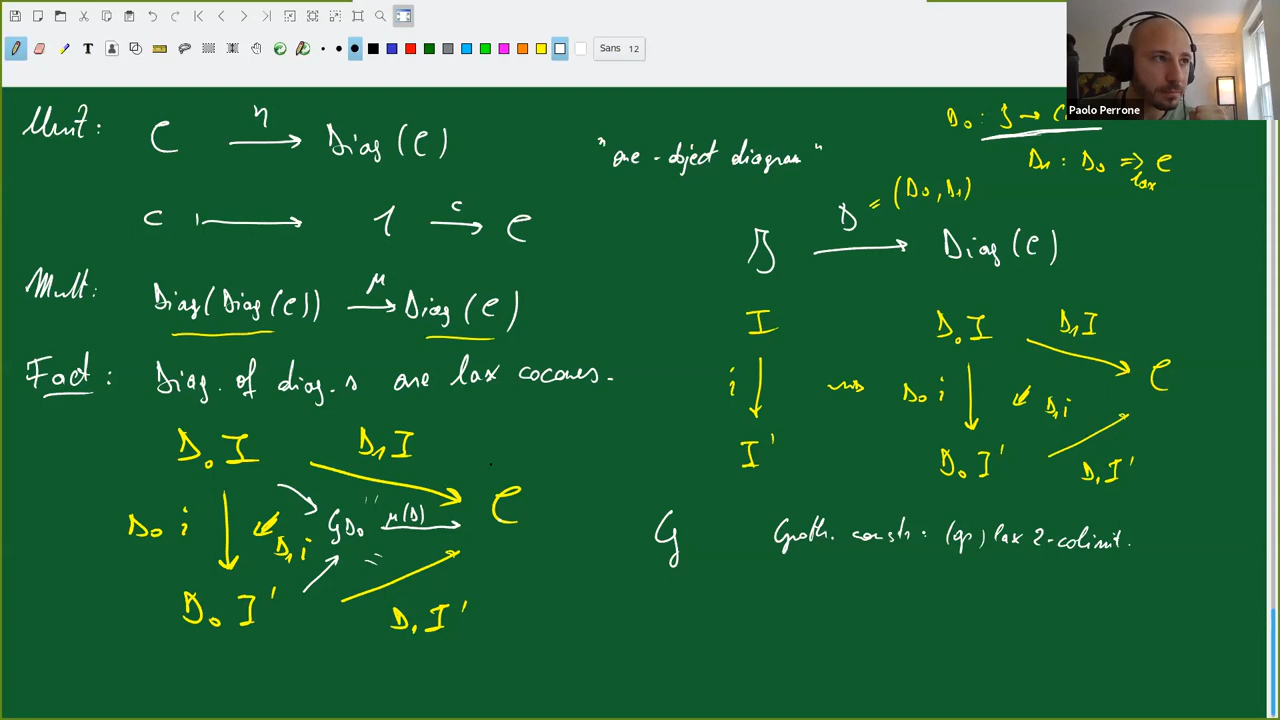 Sans 12
Paolo Perrone
Unit: C η→ Diag(C)
c ↦ 1 c→ C
"one-object diagram"
Mult: Diag(Diag(C)) μ→ Diag(C)
Fact: Diag. of diag.s are lax cocones.
D₀I D₁I
D₀i D₁i GD₀ μ(D) C
D₀I' D₁I'
D₁ : D₀ ⇒ C
lax
D = (D₀, D₁)
J → Diag(C)
I D₀I D₁I
i ⇝ D₀i D₁i C
I' D₀I' D₁I'
G Groth. constr. = (op) lax 2-colimit.